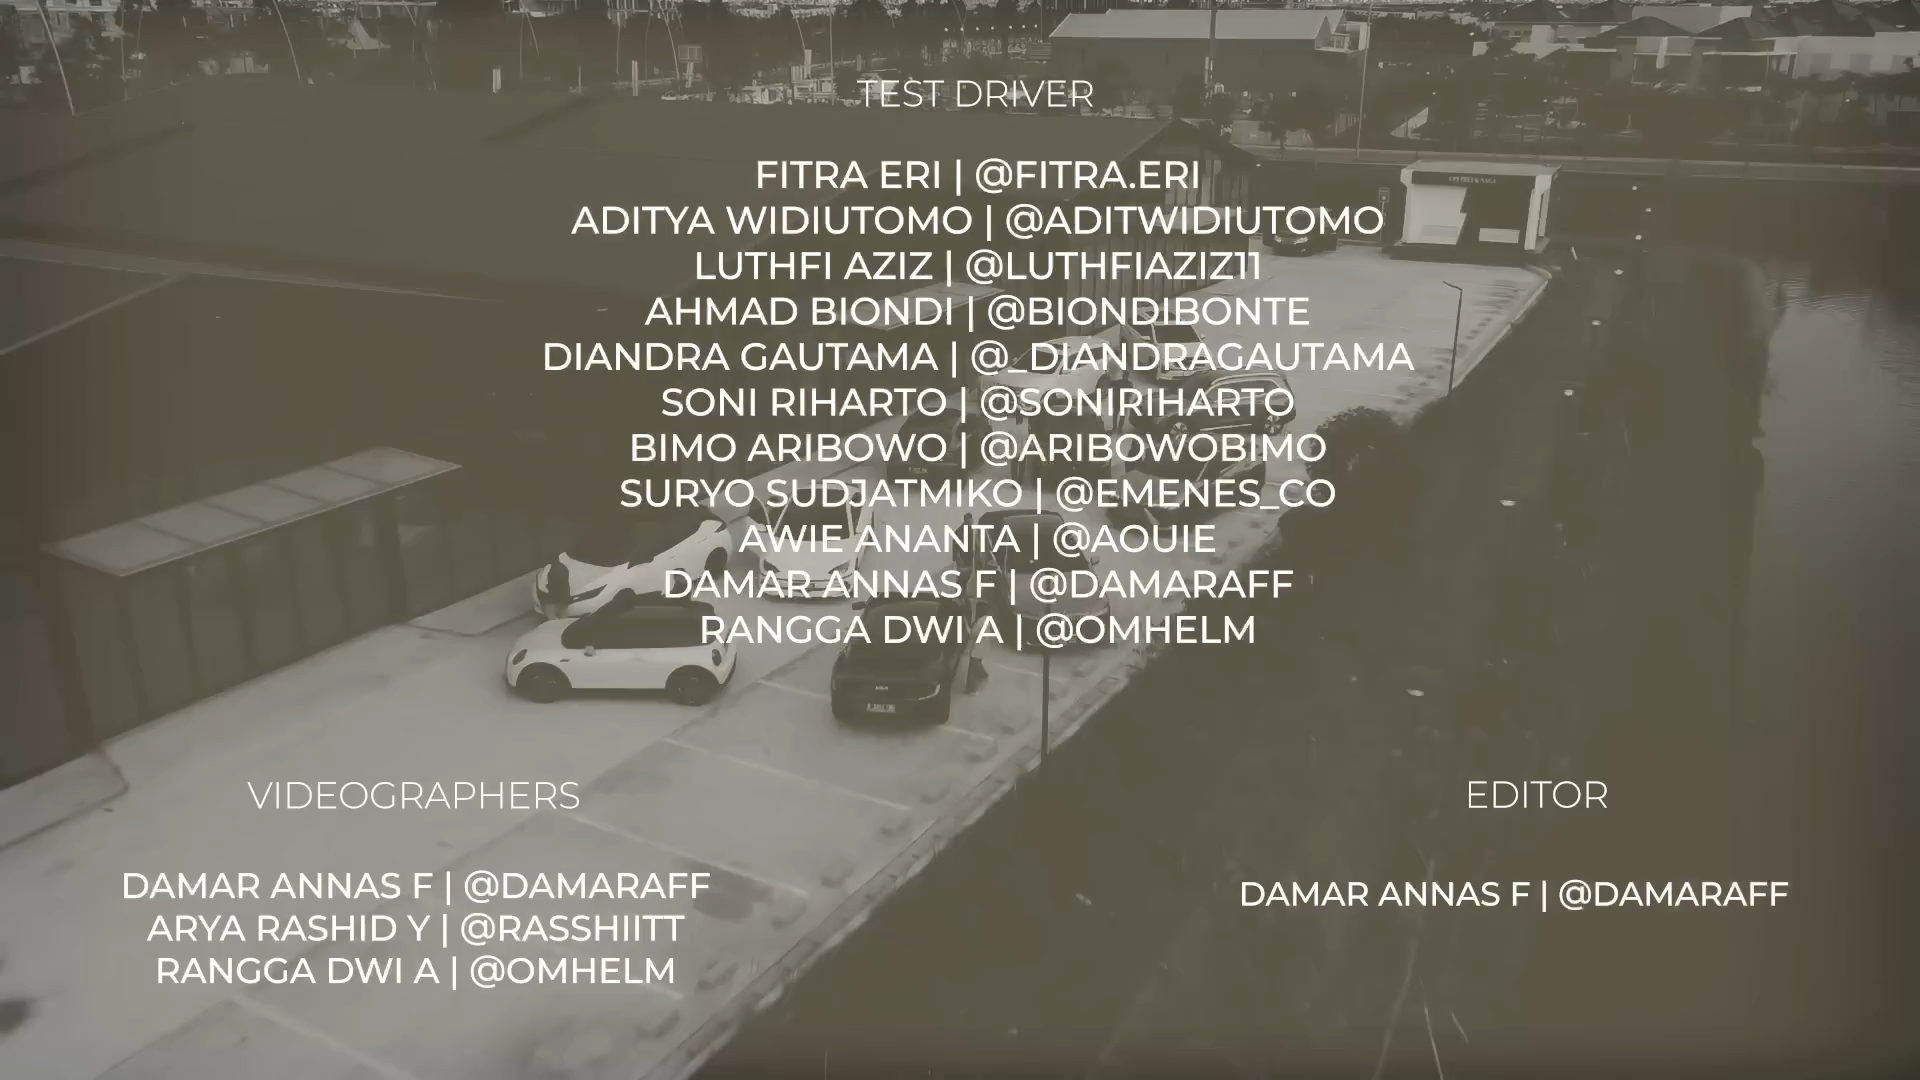 TEST DRIVER
FITRA ERI | @FITRA.ERI
ADITYA WIDIUTOMO | @ADITWIDIUTOMO
LUTHFI AZIZ | @LUTHFIAZIZ11
AHMAD BIONDI | @BIONDIBONTE
DIANDRA GAUTAMA | @_DIANDRAGAUTAMA
SONI RIHARTO | @SONIRIHARTO
BIMO ARIBOWO | @ARIBOWOBIMO
SURYO SUDJATMIKO | @EMENES_CO
AWIE ANANTA | @AOUIE
DAMAR ANNAS F | @DAMARAFF
RANGGA DWI A | @OMHELM
VIDEOGRAPHERS
DAMAR ANNAS F | @DAMARAFF
ARYA RASHID Y | @RASSHIITT
RANGGA DWI A | @OMHELM
EDITOR
DAMAR ANNAS F | @DAMARAFF